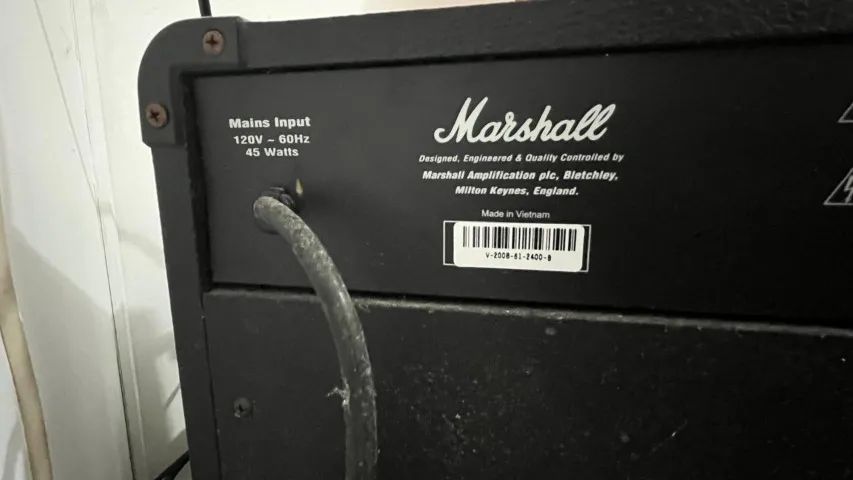 Mains Input
120V ~ 60Hz
45 Watts
Marshall
Designed, Engineered & Quality Controlled by
Marshall Amplification plc, Bletchley,
Milton Keynes, England.
Made in Vietnam
V-2008-61-2400-B